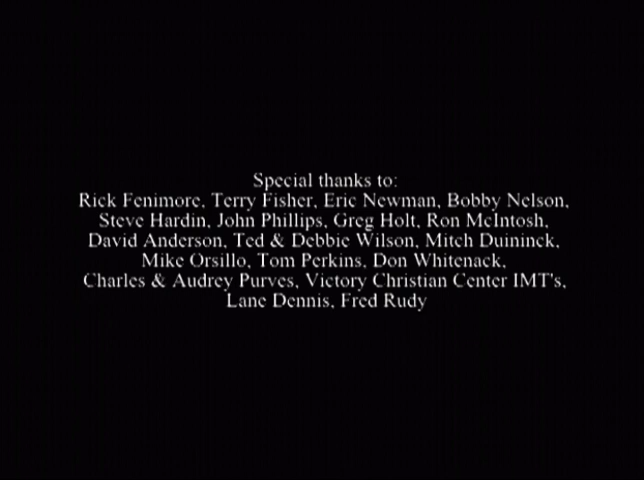 Special thanks to:
Rick Fenimore, Terry Fisher, Eric Newman, Bobby Nelson,
Steve Hardin, John Phillips, Greg Holt, Ron McIntosh,
David Anderson, Ted & Debbie Wilson, Mitch Duininck,
Mike Orsillo, Tom Perkins, Don Whitenack,
Charles & Audrey Purves, Victory Christian Center IMT's,
Lane Dennis, Fred Rudy